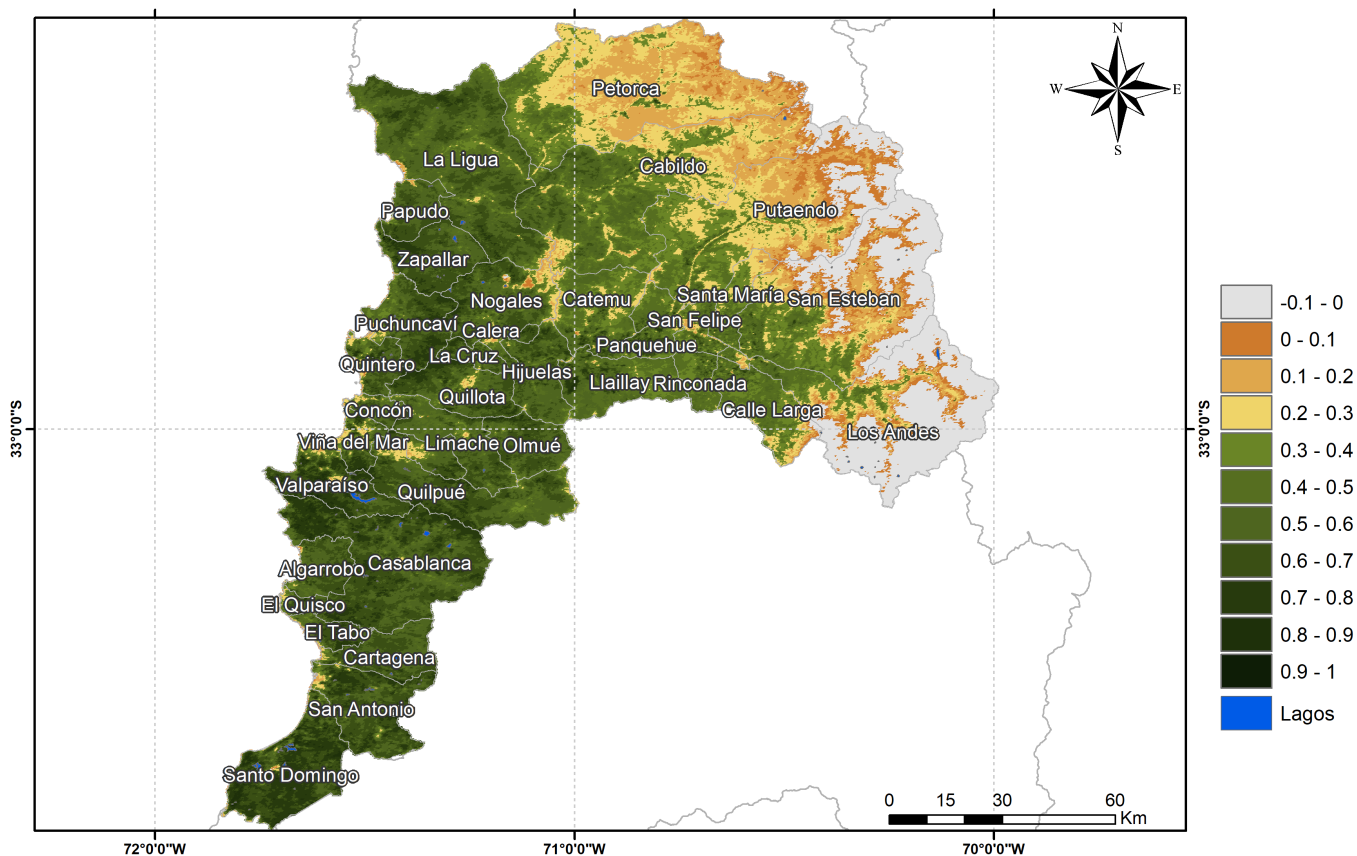 N
W E
S
Petorca
La Ligua
Cabildo
Papudo
Putaendo
Zapallar
Nogales
Catemu
Santa María
San Esteban
Puchuncaví
Calera
San Felipe
Quintero
La Cruz
Panquehue
Hijuelas
Llaillay
Rinconada
Quillota
Concón
Calle Larga
Viña del Mar
Limache
Olmué
Los Andes
Valparaíso
Quilpué
Algarrobo
Casablanca
El Quisco
El Tabo
Cartagena
San Antonio
Santo Domingo
33°0'0"S
33°0'0"S
72°0'0"W
71°0'0"W
70°0'0"W
0 15 30 60
Km
-0.1 - 0
0 - 0.1
0.1 - 0.2
0.2 - 0.3
0.3 - 0.4
0.4 - 0.5
0.5 - 0.6
0.6 - 0.7
0.7 - 0.8
0.8 - 0.9
0.9 - 1
Lagos